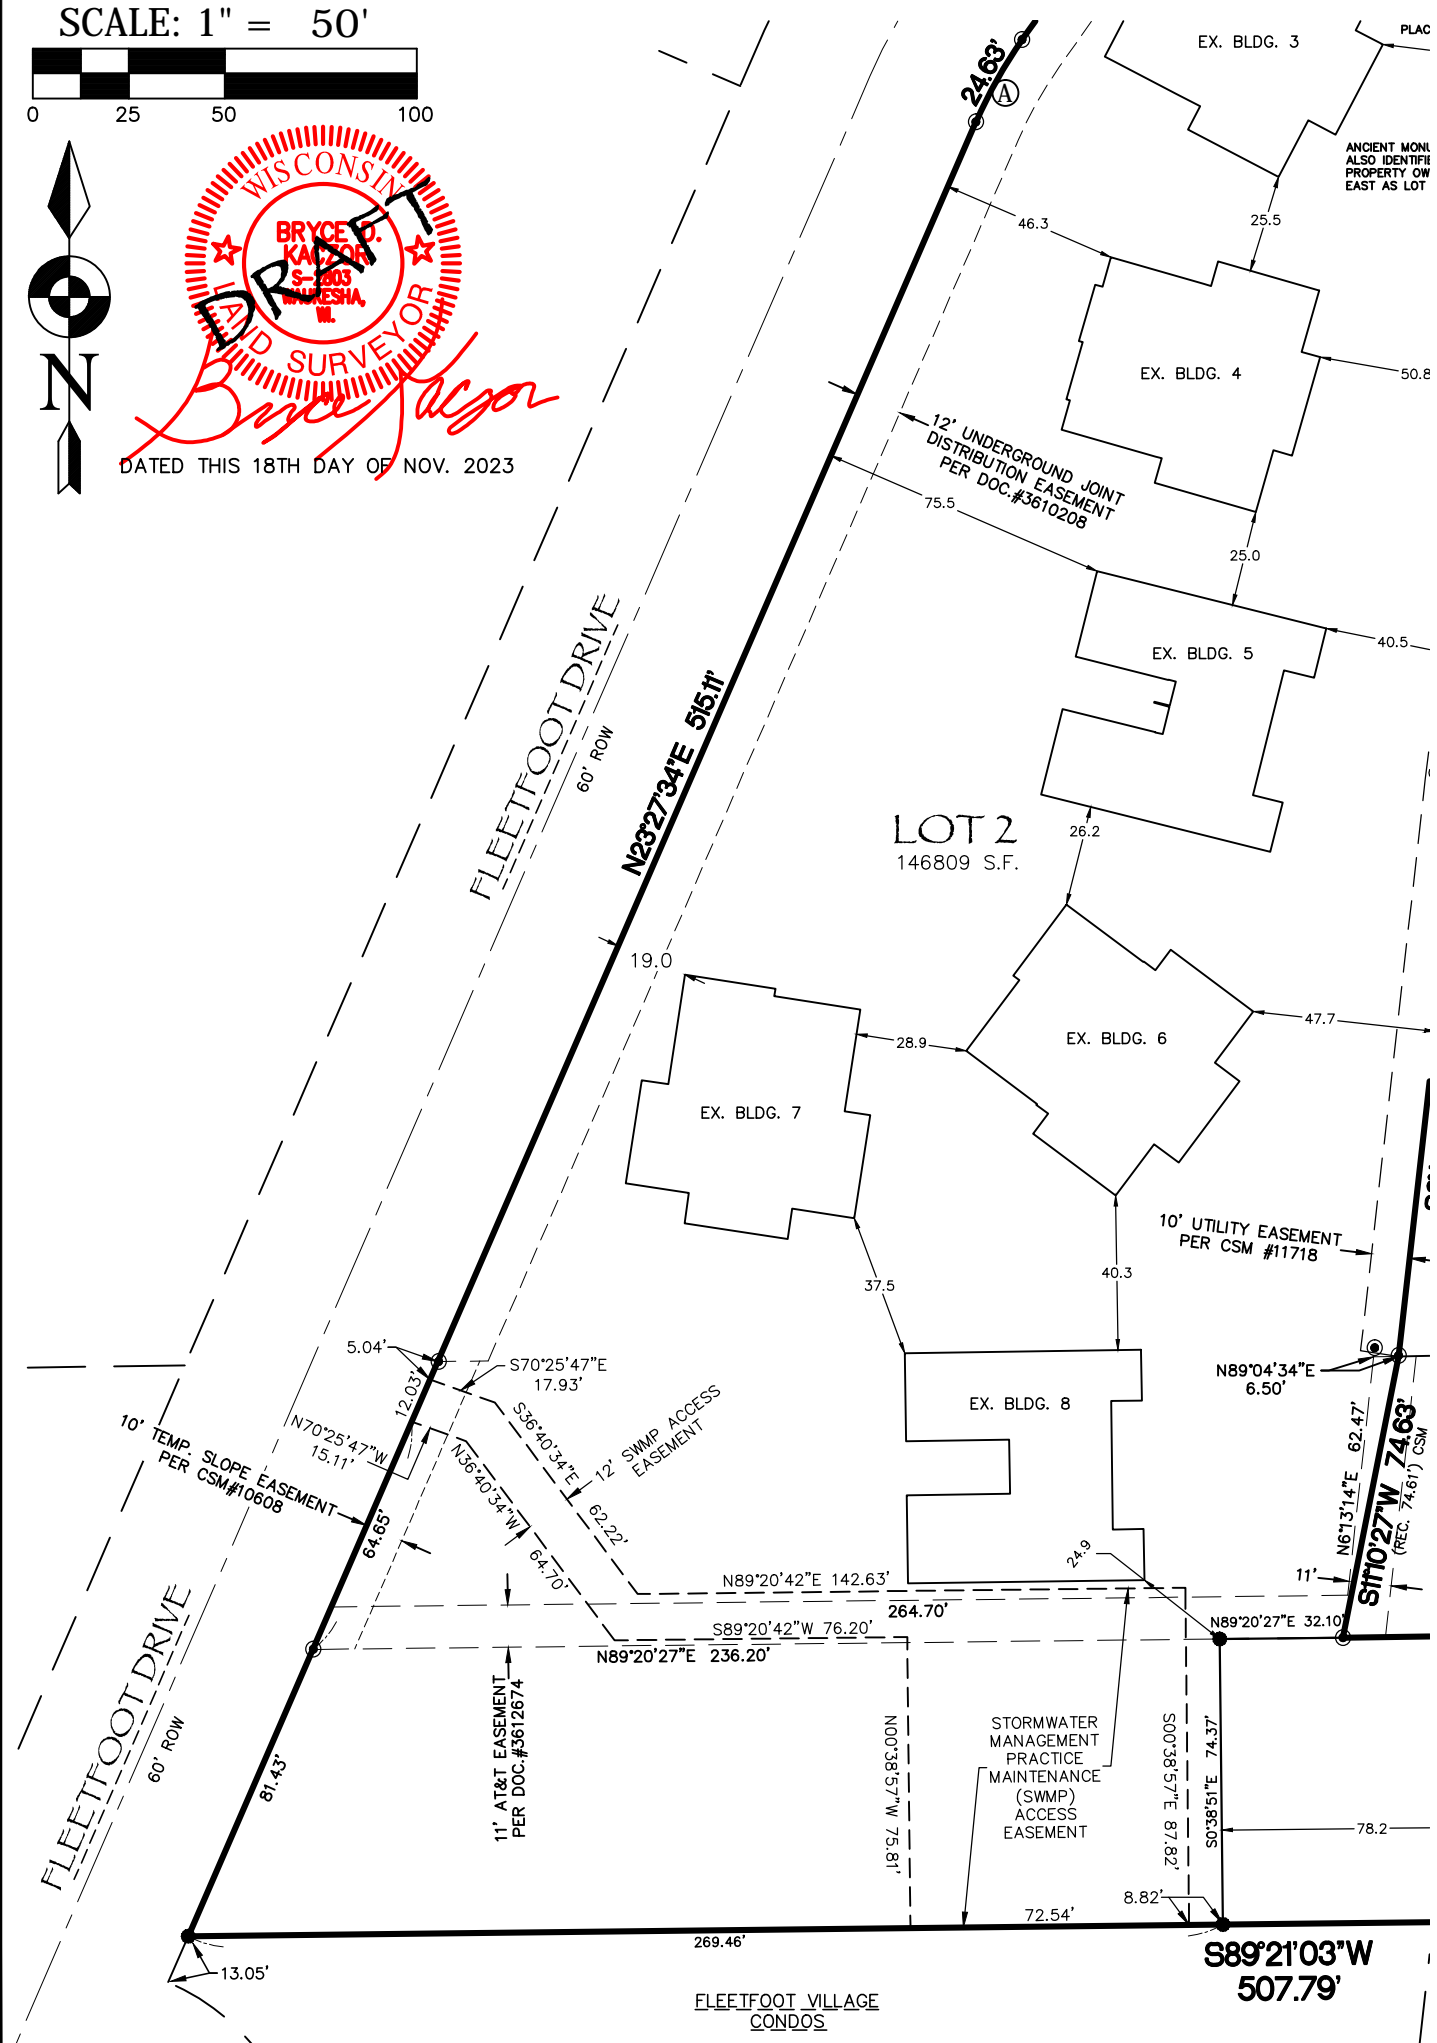 SCALE: 1" = 50'
0 25 50 100
WISCONSIN
BRYCE D.
KACZOR
S-2803
WAUKESHA,
WI.
LAND SURVEYOR
DRAFT
Bryce Kaczor
N
DATED THIS 18TH DAY OF NOV. 2023
24.63'
A
EX. BLDG. 3
PLAC
ANCIENT MONU
ALSO IDENTIFIE
PROPERTY OW
EAST AS LOT
46.3
25.5
EX. BLDG. 4
50.8
12' UNDERGROUND JOINT
DISTRIBUTION EASEMENT
PER DOC.#3610208
75.5
25.0
EX. BLDG. 5
40.5
FLEETFOOT DRIVE
60' ROW
N23°27'34"E 515.11'
LOT 2
146809 S.F.
26.2
19.0
EX. BLDG. 6
47.7
28.9
EX. BLDG. 7
10' UTILITY EASEMENT
PER CSM #11718
37.5
40.3
5.04'
12.03'
S70°25'47"E
17.93'
N70°25'47"W
15.11'
10' TEMP. SLOPE EASEMENT
PER CSM#10608
64.65'
S36°40'34"E 62.22'
N36°40'34"W 64.70'
12' SWMP ACCESS
EASEMENT
EX. BLDG. 8
N89°04'34"E
6.50'
N6°13'14"E 62.47'
S11°10'27"W 74.63'
(REC. 74.61') CSM
11'
24.9
N89°20'42"E 142.63'
264.70'
S89°20'42"W 76.20'
N89°20'27"E 236.20'
N89°20'27"E 32.10'
11' AT&T EASEMENT
PER DOC.#3612674
N00°38'57"W 75.81'
STORMWATER
MANAGEMENT
PRACTICE
MAINTENANCE
(SWMP)
ACCESS
EASEMENT
S00°38'57"E 87.82'
S0°38'51"E 74.37'
78.2
FLEETFOOT DRIVE
60' ROW
81.43'
8.82'
72.54'
269.46'
13.05'
S89°21'03"W
507.79'
FLEETFOOT VILLAGE
CONDOS